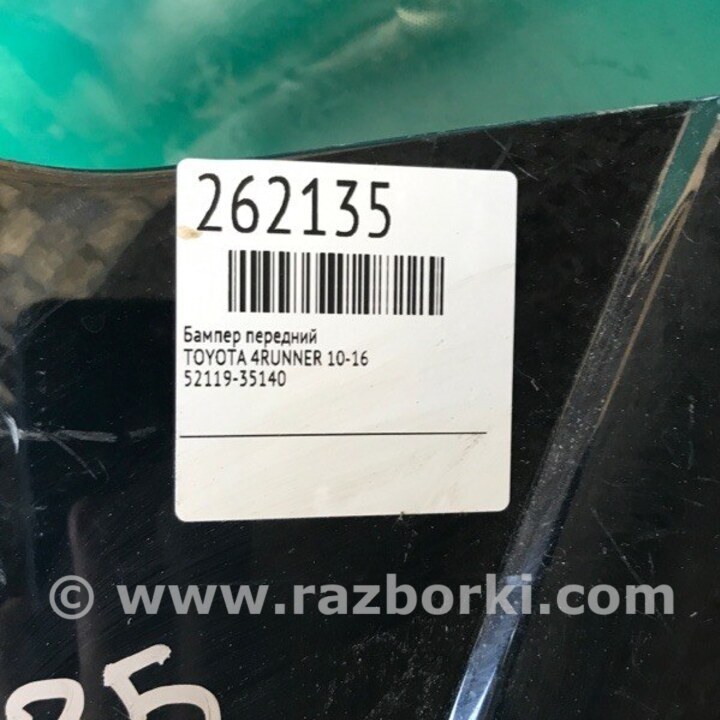 262135
Бампер передний
TOYOTA 4RUNNER 10-16
52119-35140
© www.razborki.com